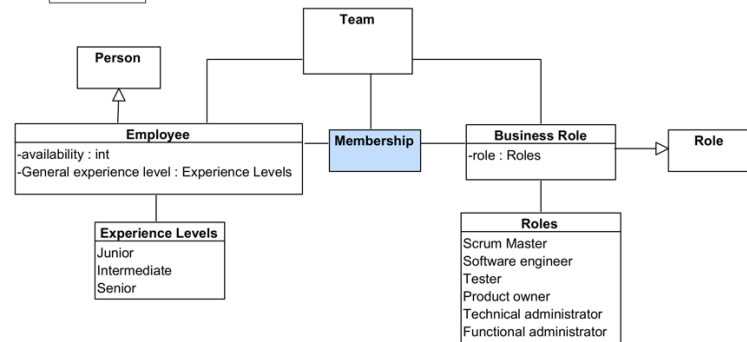 Team
Person
Employee
-availability : int
-General experience level : Experience Levels
Membership
Business Role
-role : Roles
Role
Experience Levels
Junior
Intermediate
Senior
Roles
Scrum Master
Software engineer
Tester
Product owner
Technical administrator
Functional administrator